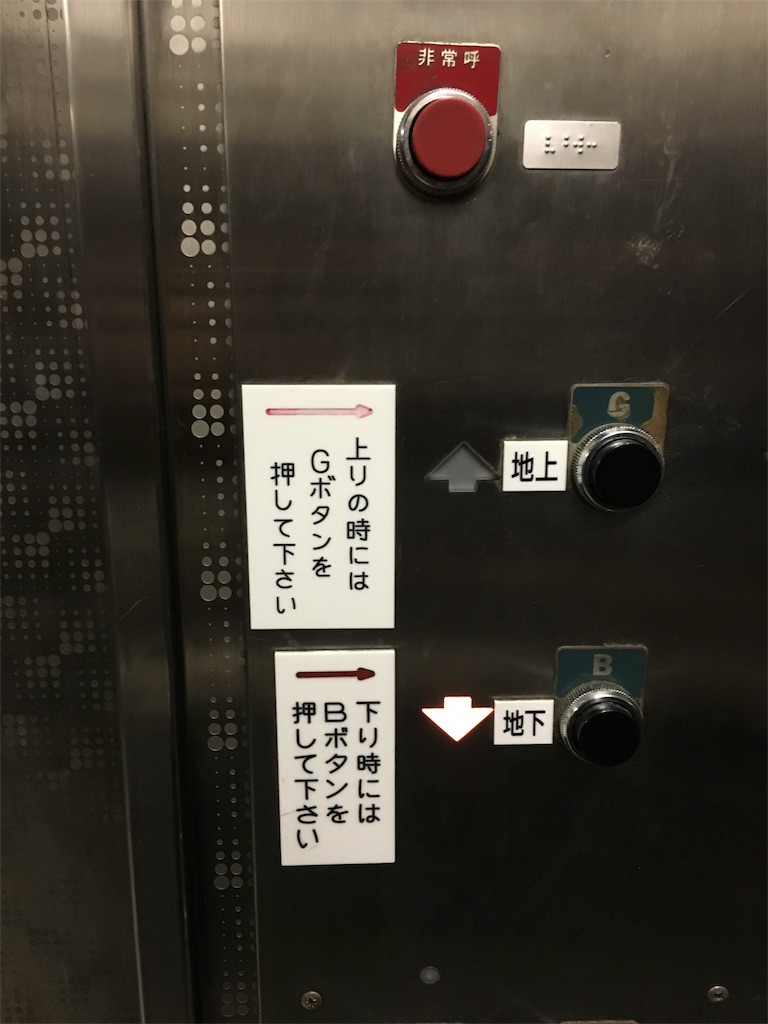 非常呼
G
地上
上りの時には
Gボタンを
押して下さい
B
地下
下り時には
Bボタンを
押して下さい